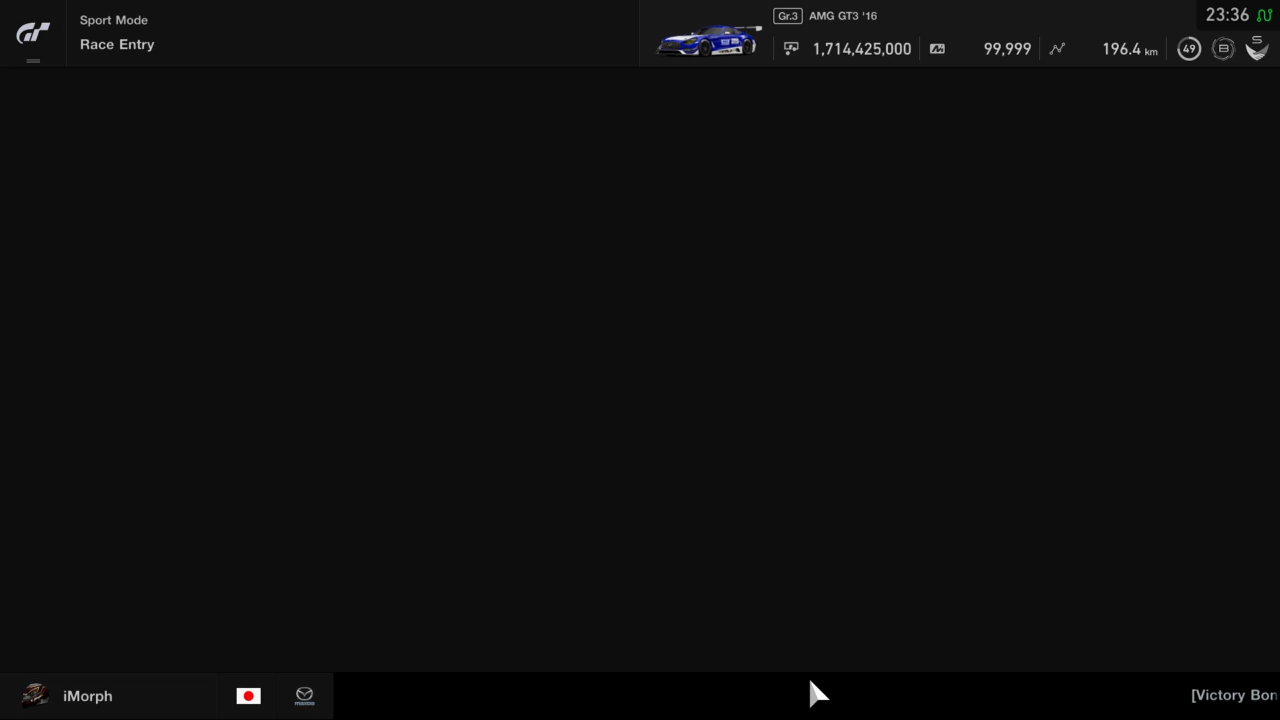 Sport Mode
Race Entry
Gr.3 AMG GT3 '16
1,714,425,000 99,999 196.4 km 49 B S
23:36
iMorph
mazda
[Victory Bon